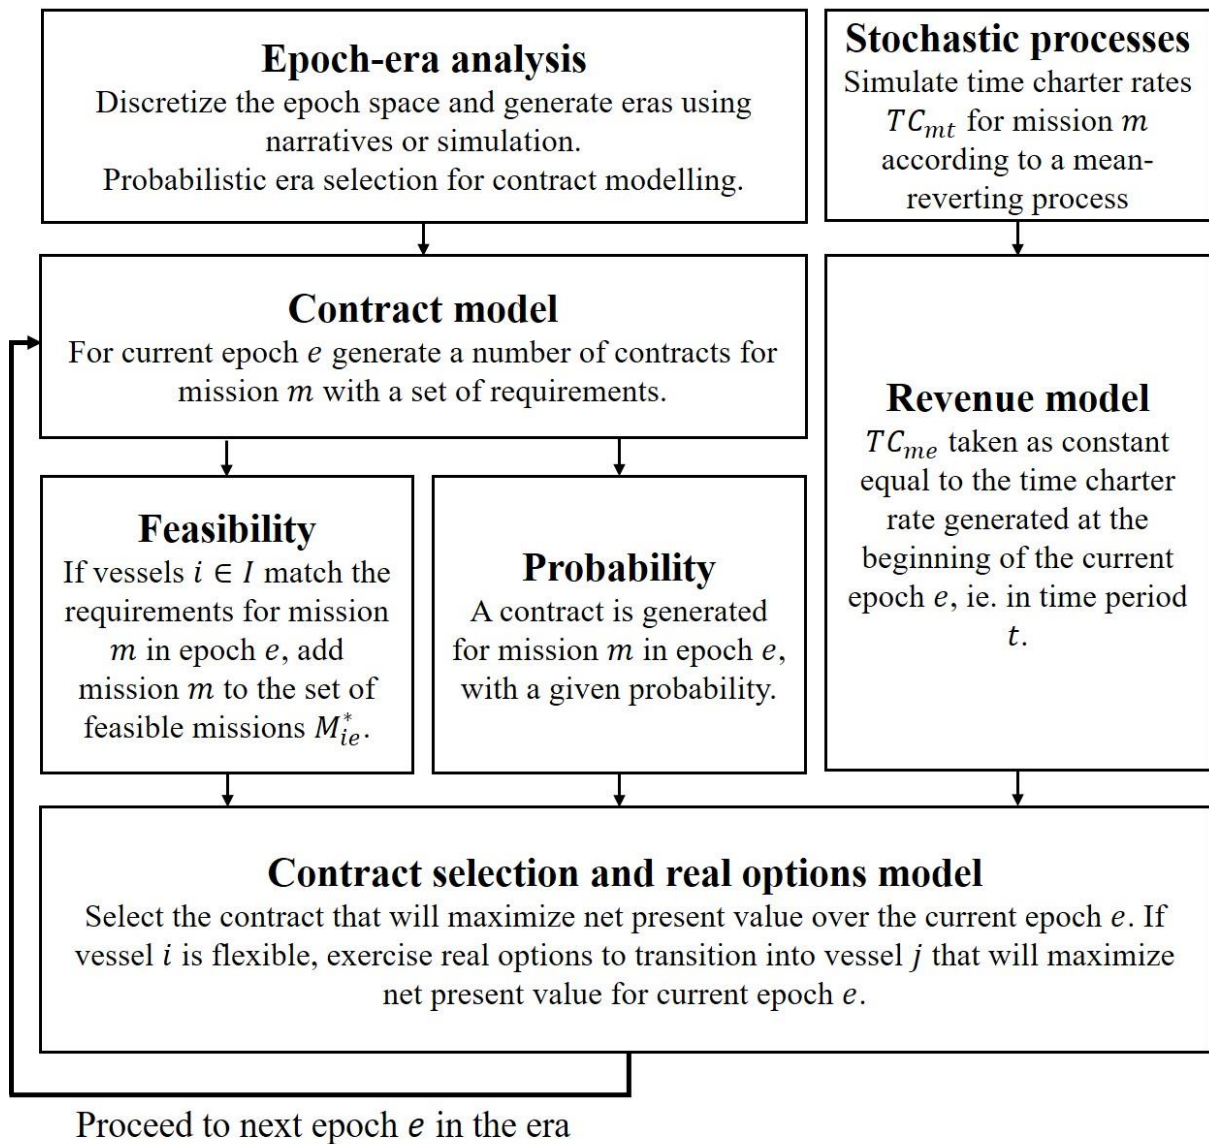 Epoch-era analysis
Discretize the epoch space and generate eras using
narratives or simulation.
Probabilistic era selection for contract modelling.
Stochastic processes
Simulate time charter rates
𝑇𝐶ₘₜ for mission 𝑚
according to a mean-
reverting process
Contract model
For current epoch 𝑒 generate a number of contracts for
mission 𝑚 with a set of requirements.
Feasibility
If vessels 𝑖 ∈ 𝐼 match the
requirements for mission
𝑚 in epoch 𝑒, add
mission 𝑚 to the set of
feasible missions 𝑀*ᵢₑ.
Probability
A contract is generated
for mission 𝑚 in epoch 𝑒,
with a given probability.
Revenue model
𝑇𝐶ₘₑ taken as constant
equal to the time charter
rate generated at the
beginning of the current
epoch 𝑒, ie. in time period
𝑡.
Contract selection and real options model
Select the contract that will maximize net present value over the current epoch 𝑒. If
vessel 𝑖 is flexible, exercise real options to transition into vessel 𝑗 that will maximize
net present value for current epoch 𝑒.
Proceed to next epoch 𝑒 in the era